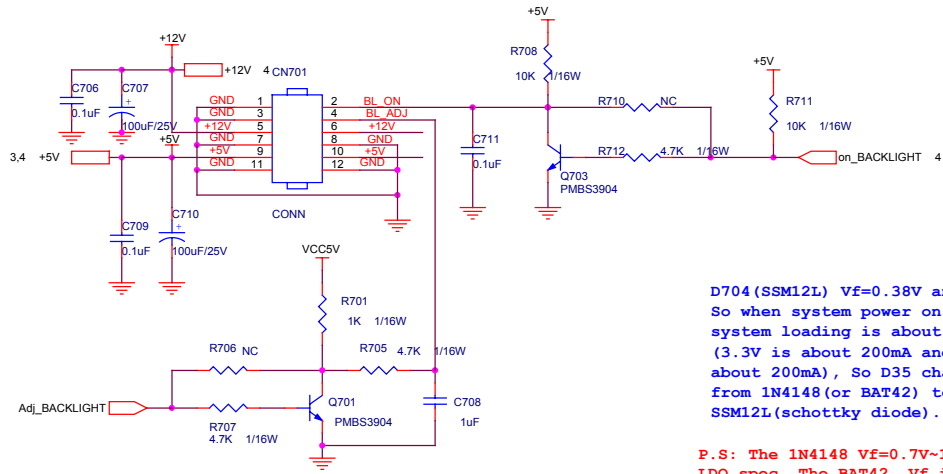 +12V
+12V
4
CN701
C706
0.1uF
C707
+
100uF/25V
GND 1 2 BL_ON
GND 3 4 BL_ADJ
+12V 5 6 +12V
GND 7 8 GND
+5V 9 10 +5V
GND 11 12 GND
CONN
3,4 +5V
+5V
C709
0.1uF
C710
+
100uF/25V
+5V
R708
10K 1/16W
R710 NC
+5V
R711
10K 1/16W
C711
0.1uF
R712 4.7K 1/16W
Q703
PMBS3904
on_BACKLIGHT 4
VCC5V
R701
1K 1/16W
R706 NC
R705 4.7K 1/16W
Adj_BACKLIGHT
R707
4.7K 1/16W
Q701
PMBS3904
C708
1uF
D704(SSM12L) Vf=0.38V
So when system power on
system loading is about
(3.3V is about 200mA and
about 200mA), So D35
from 1N4148(or BAT42) to
SSM12L(schottky diode).
P.S: The 1N4148 Vf=0.7V~
LDO spec. The BAT42 Vf